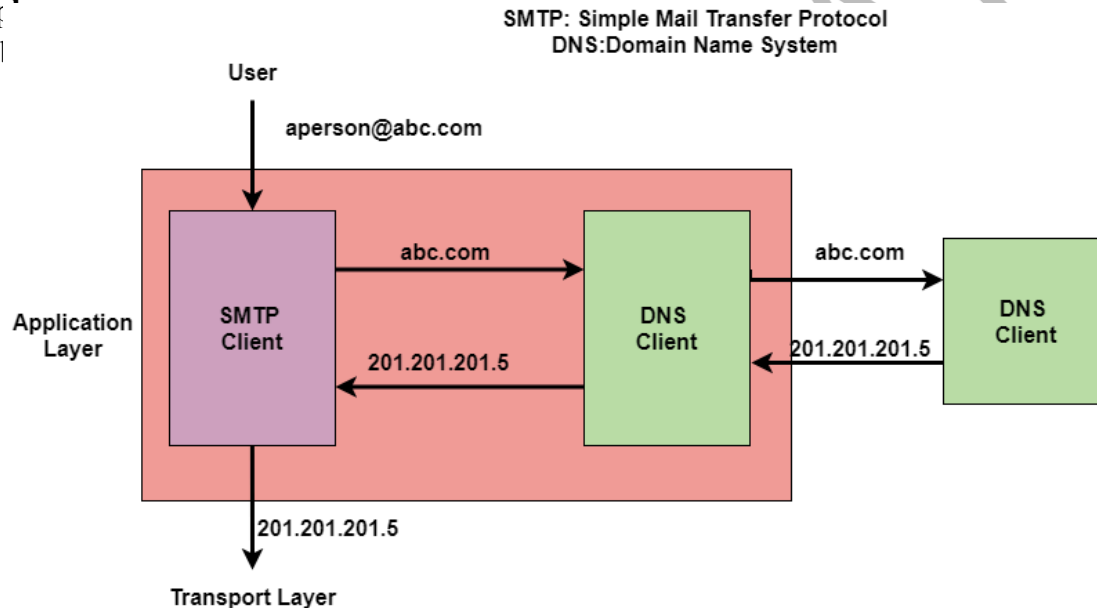 SMTP: Simple Mail Transfer Protocol
DNS:Domain Name System
User
aperson@abc.com
abc.com
abc.com
Application
Layer
SMTP
Client
DNS
Client
DNS
Client
201.201.201.5
201.201.201.5
201.201.201.5
Transport Layer